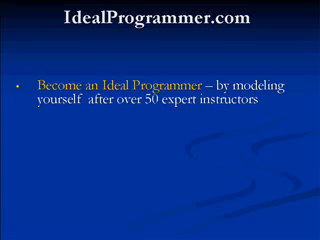 IdealProgrammer.com
• Become an Ideal Programmer – by modeling
yourself after over 50 expert instructors